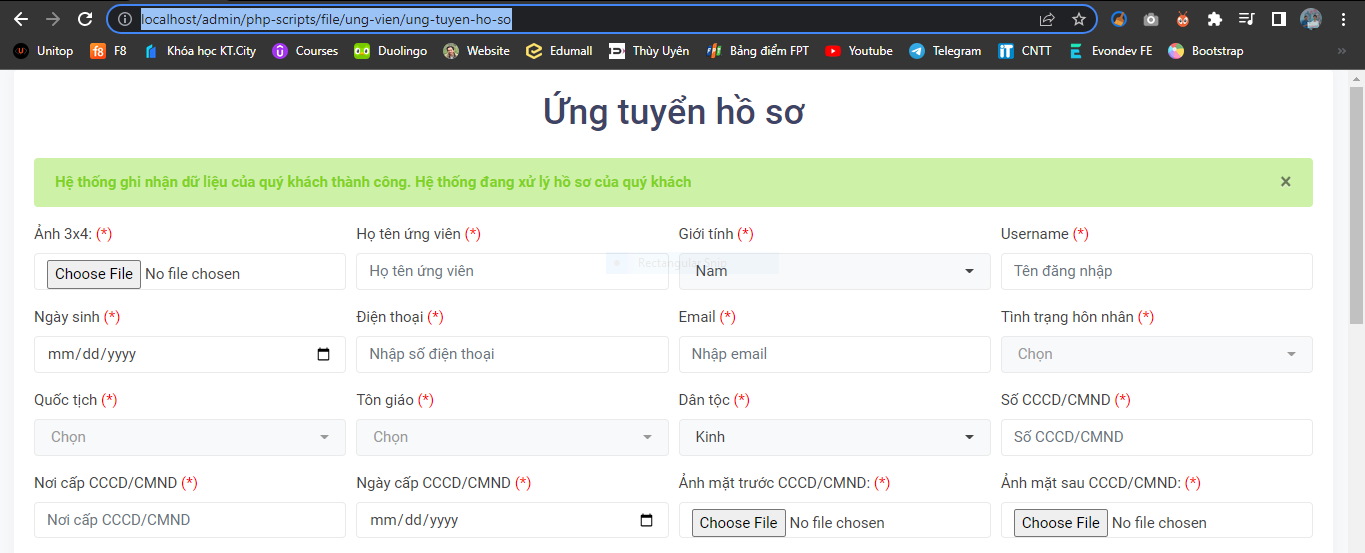 localhost/admin/php-scripts/file/ung-vien/ung-tuyen-ho-so
Unitop F8 Khóa học KT.City Courses Duolingo Website Edumall Thùy Uyên Bảng điểm FPT Youtube Telegram CNTT Evondev FE Bootstrap »
Ứng tuyển hồ sơ
Hệ thống ghi nhận dữ liệu của quý khách thành công. Hệ thống đang xử lý hồ sơ của quý khách ×
Ảnh 3x4: (*) Họ tên ứng viên (*) Giới tính (*) Username (*)
Choose File No file chosen Họ tên ứng viên Nam Tên đăng nhập
Rectangular Snip
Ngày sinh (*) Điện thoại (*) Email (*) Tình trạng hôn nhân (*)
mm/dd/yyyy Nhập số điện thoại Nhập email Chọn
Quốc tịch (*) Tôn giáo (*) Dân tộc (*) Số CCCD/CMND (*)
Chọn Chọn Kinh Số CCCD/CMND
Nơi cấp CCCD/CMND (*) Ngày cấp CCCD/CMND (*) Ảnh mặt trước CCCD/CMND: (*) Ảnh mặt sau CCCD/CMND: (*)
Nơi cấp CCCD/CMND mm/dd/yyyy Choose File No file chosen Choose File No file chosen